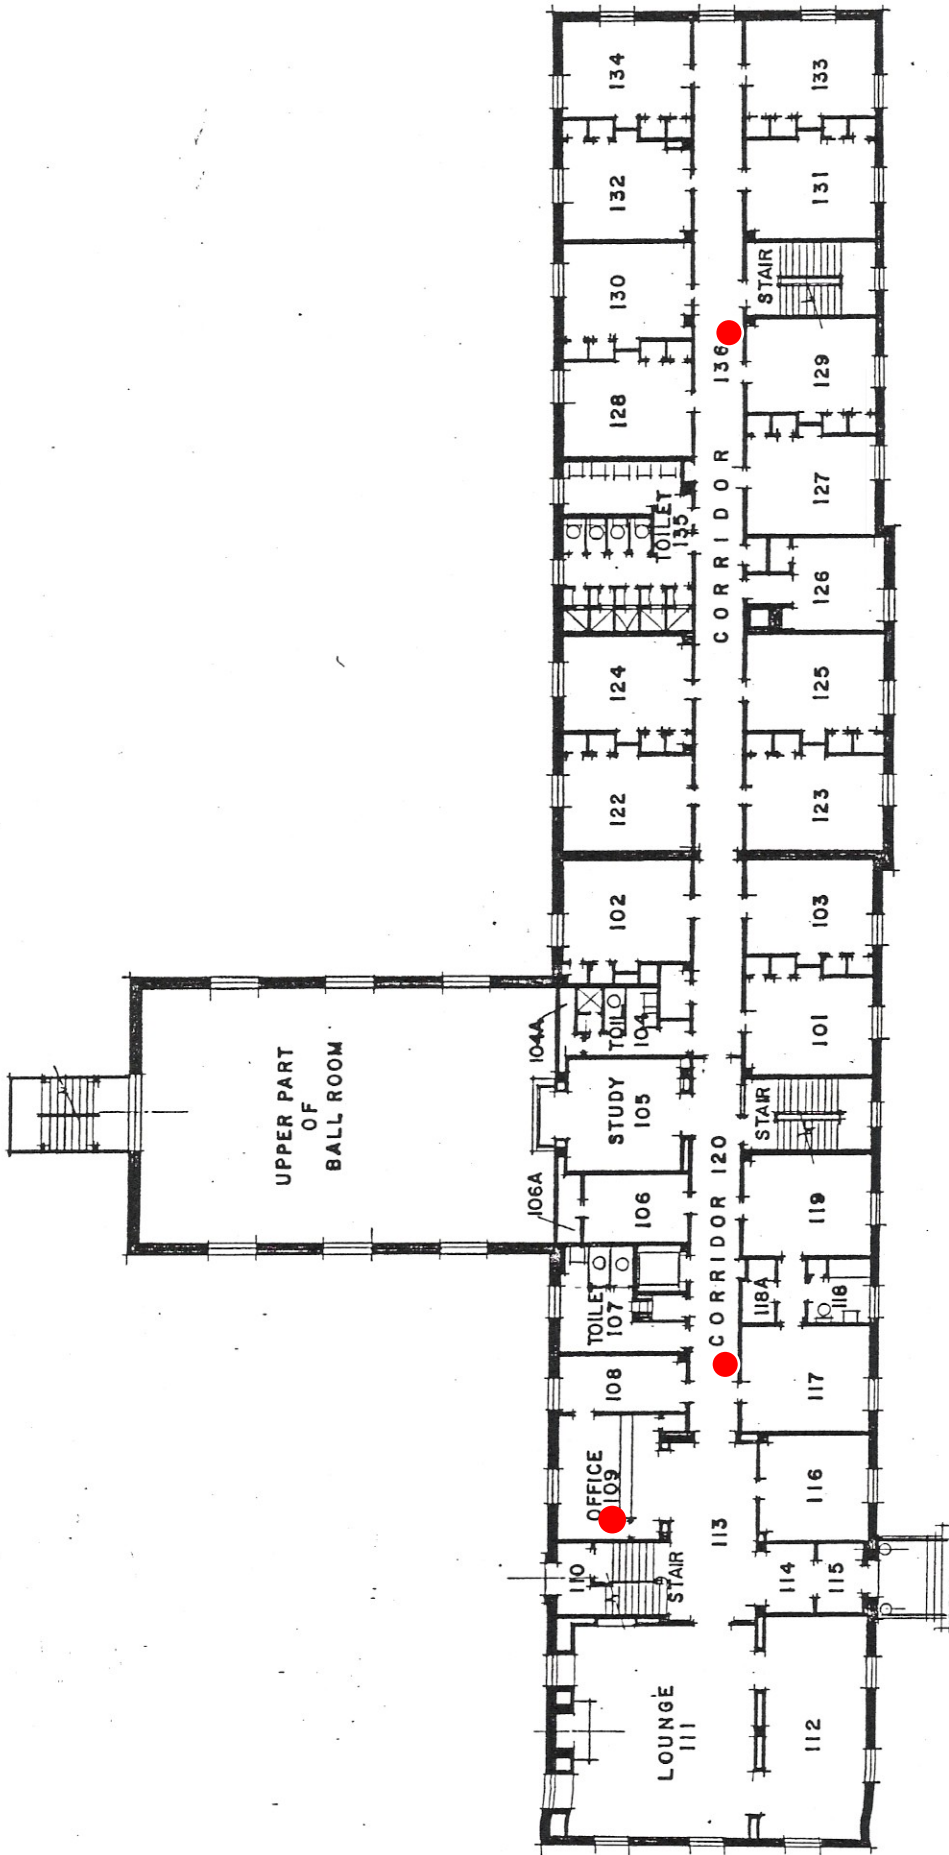 134
133
132
131
130
STAIR
136
129
128
CORRIDOR
127
TOILET
135
126
124
125
122
123
102
103
104A
TOIL
104
101
UPPER PART
OF
BALL ROOM
STUDY
105
STAIR
106A
106
CORRIDOR 120
119
TOILET
107
118A
118
108
117
OFFICE
109
116
113
110
STAIR
114
115
LOUNGE
111
112